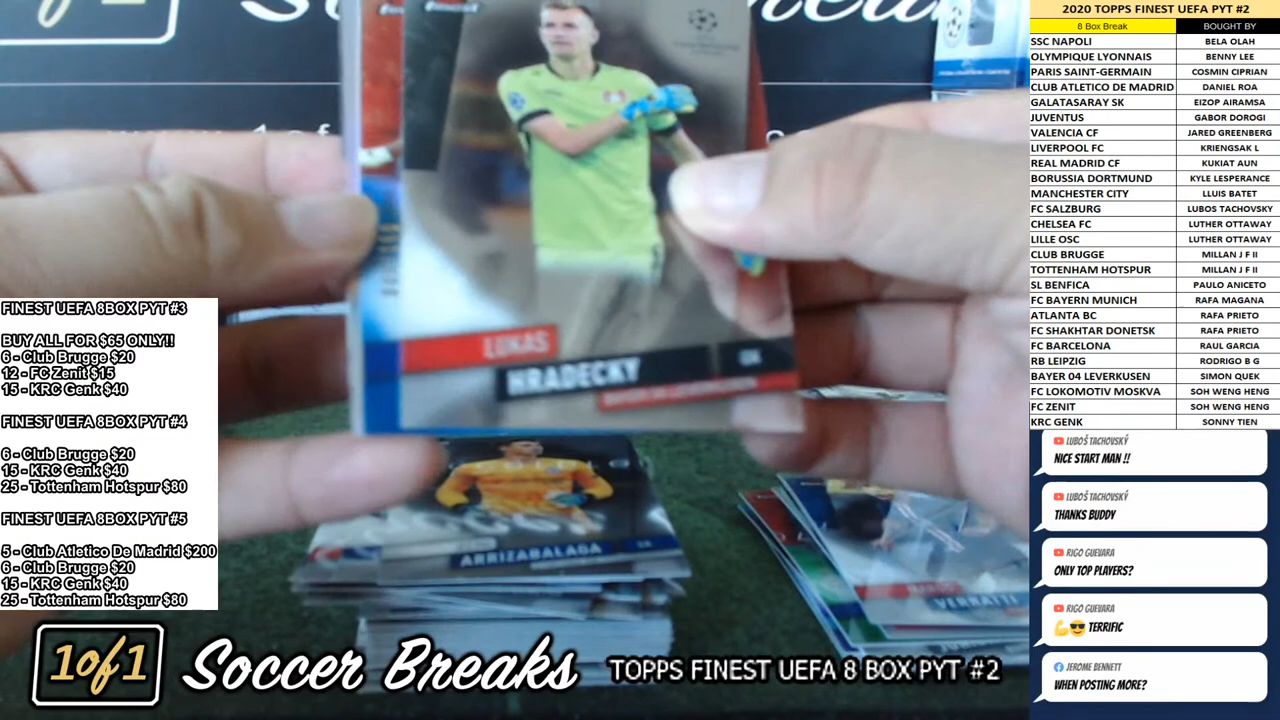 2020 TOPPS FINEST UEFA PYT #2
8 Box Break BOUGHT BY
SSC NAPOLI BELA OLAH
OLYMPIQUE LYONNAIS BENNY LEE
PARIS SAINT-GERMAIN COSMIN CIPRIAN
CLUB ATLETICO DE MADRID DANIEL ROA
GALATASARAY SK EIZOP AIRAMSA
JUVENTUS GABOR DOROGI
VALENCIA CF JARED GREENBERG
LIVERPOOL FC KRIENGSAK L
REAL MADRID CF KUKIAT AUN
BORUSSIA DORTMUND KYLE LESPERANCE
MANCHESTER CITY LLUIS BATET
FC SALZBURG LUBOS TACHOVSKY
CHELSEA FC LUTHER OTTAWAY
LILLE OSC LUTHER OTTAWAY
CLUB BRUGGE MILLAN J F II
TOTTENHAM HOTSPUR MILLAN J F II
SL BENFICA PAULO ANICETO
FC BAYERN MUNICH RAFA MAGANA
ATLANTA BC RAFA PRIETO
FC SHAKHTAR DONETSK RAFA PRIETO
FC BARCELONA RAUL GARCIA
RB LEIPZIG RODRIGO B G
BAYER 04 LEVERKUSEN SIMON QUEK
FC LOKOMOTIV MOSKVA SOH WENG HENG
FC ZENIT SOH WENG HENG
KRC GENK SONNY TIEN
LUKAS
HRADECKY GK
ARRIZABALAGA
VERRATTI
FINEST UEFA 8BOX PYT #3
BUY ALL FOR $65 ONLY!!
6 - Club Brugge $20
12 - FC Zenit $15
15 - KRC Genk $40
FINEST UEFA 8BOX PYT #4
6 - Club Brugge $20
15 - KRC Genk $40
25 - Tottenham Hotspur $80
FINEST UEFA 8BOX PYT #5
5 - Club Atletico De Madrid $200
6 - Club Brugge $20
15 - KRC Genk $40
25 - Tottenham Hotspur $80
LUBOŠ TACHOVSKÝ
NICE START MAN !!
LUBOŠ TACHOVSKÝ
THANKS BUDDY
RIGO GUEVARA
ONLY TOP PLAYERS?
RIGO GUEVARA
💪😎 TERRIFIC
JEROME BENNETT
WHEN POSTING MORE?
1of1 Soccer Breaks TOPPS FINEST UEFA 8 BOX PYT #2